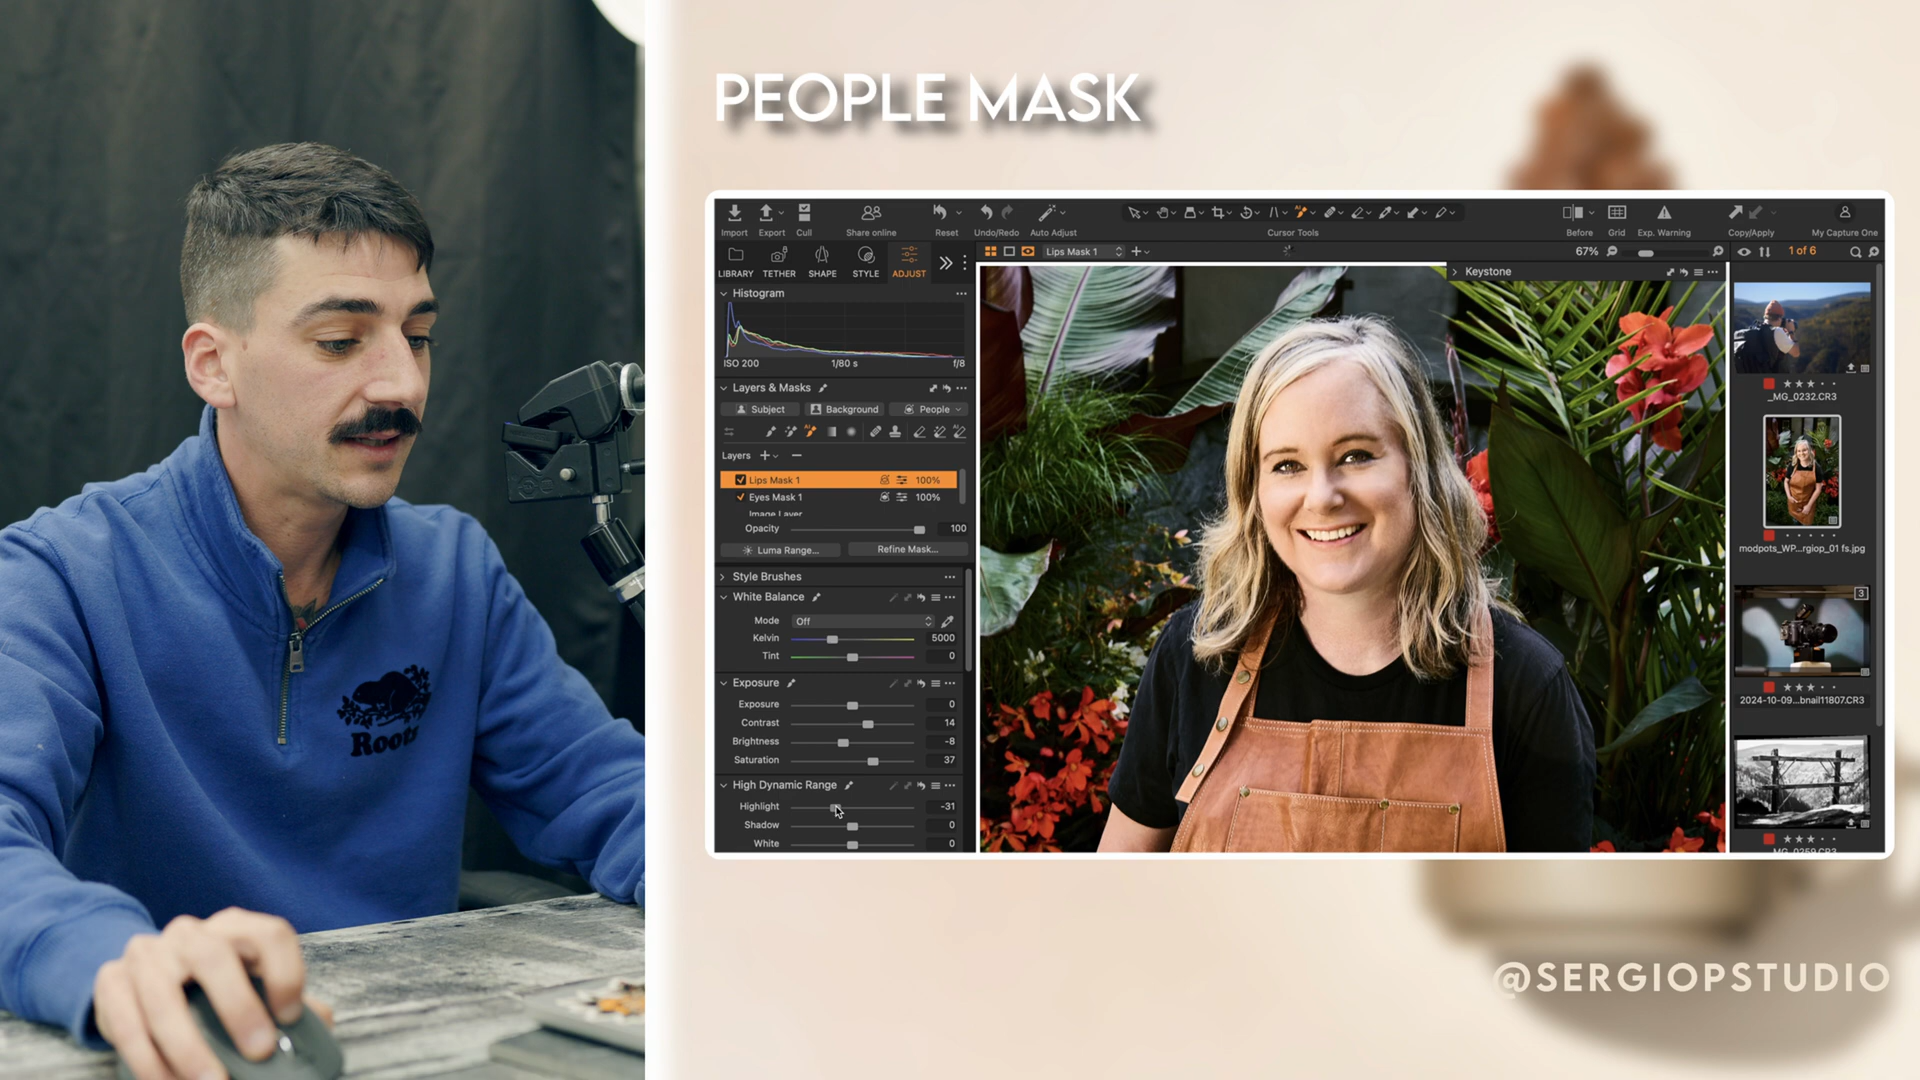 PEOPLE MASK
Import Export Cull Share online Reset Undo/Redo Auto Adjust Cursor Tools Before Grid Exp. Warning Copy/Apply My Capture One
LIBRARY TETHER SHAPE STYLE ADJUST
Lips Mask 1
67%
1 of 6
Keystone
Histogram
ISO 200 1/80 s f/8
Layers & Masks
Subject Background People
AI
Layers
Lips Mask 1 100%
Eyes Mask 1 100%
Image Layer
Opacity 100
Luma Range... Refine Mask...
Style Brushes
White Balance
Mode Off
Kelvin 5000
Tint 0
Exposure
Exposure 0
Contrast 14
Brightness -8
Saturation 37
High Dynamic Range
Highlight -31
Shadow 0
White 0
_MG_0232.CR3
modpots_WP...rgiop_01 fs.jpg
3
2024-10-09...bnail11807.CR3
_MG_0259.CR3
Roots
@SERGIOPSTUDIO